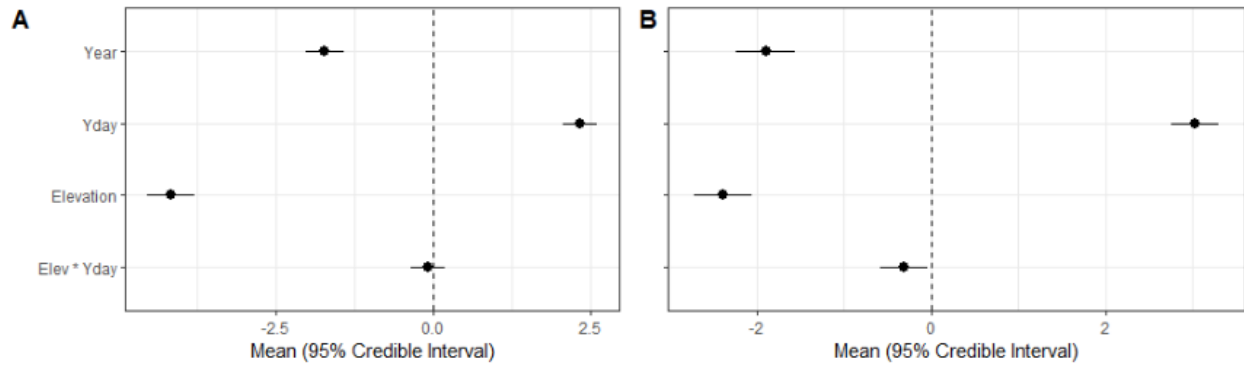 A
B
Year
Yday
Elevation
Elev * Yday
-2.5 0.0 2.5
-2 0 2
Mean (95% Credible Interval)
Mean (95% Credible Interval)